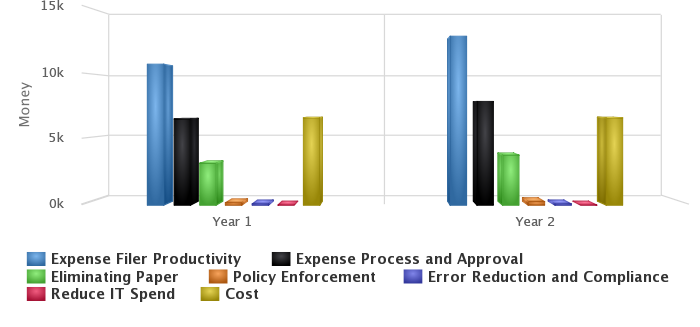 15k
10k
5k
0k
Money
Year 1
Year 2
Expense Filer Productivity
Expense Process and Approval
Eliminating Paper
Policy Enforcement
Error Reduction and Compliance
Reduce IT Spend
Cost